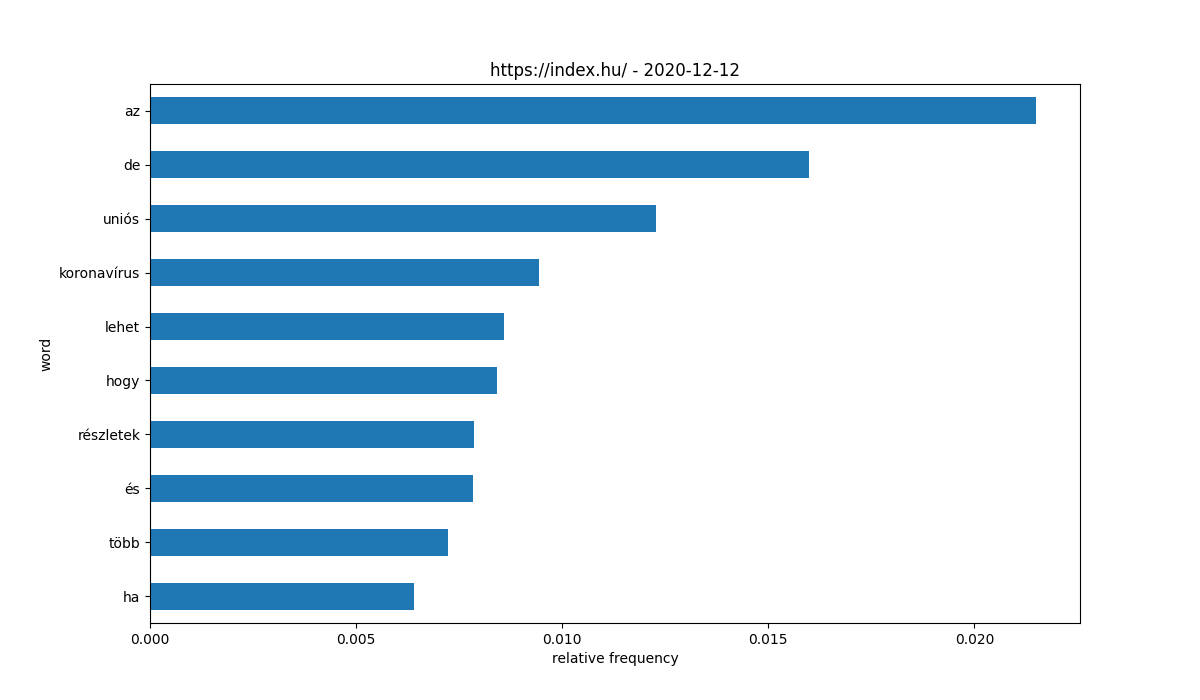 https://index.hu/ - 2020-12-12
az
de
uniós
koronavírus
lehet
hogy
részletek
és
több
ha
word
0.000 0.005 0.010 0.015 0.020
relative frequency